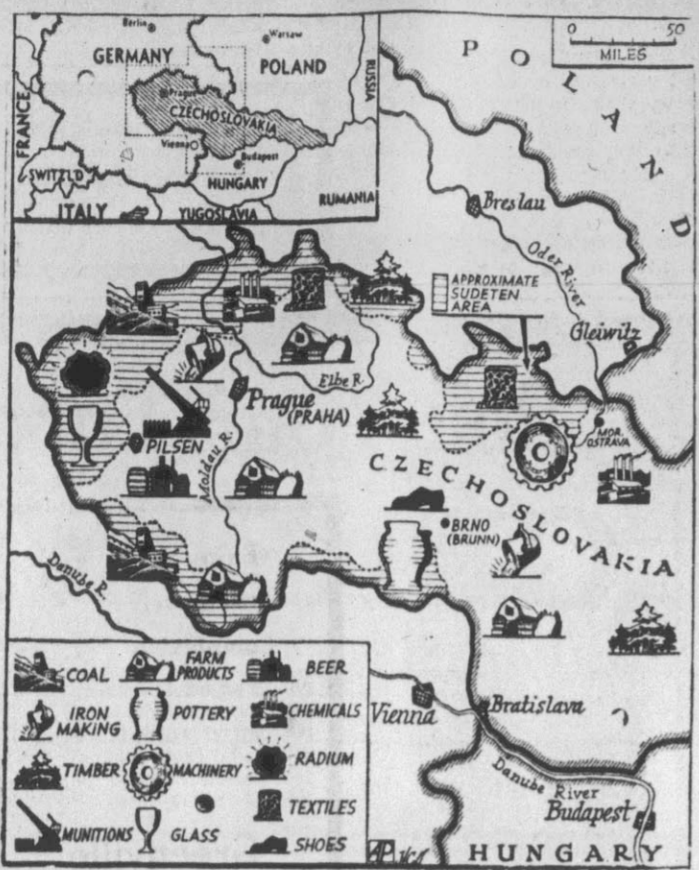 Berlin
Warsaw
GERMANY
POLAND
RUSSIA
FRANCE
Prague
CZECHOSLOVAKIA
Vienna
Budapest
SWITZ'L'D
HUNGARY
RUMANIA
ITALY
YUGOSLAVIA
0 50
MILES
POLAND
Breslau
Oder River
APPROXIMATE
SUDETEN
AREA
Gleiwitz
Elbe R.
Prague
(PRAHA)
MOR.
OSTRAVA
PILSEN
Moldau R.
CZECHOSLOVAKIA
BRNO
(BRUNN)
Danube R.
COAL
FARM
PRODUCTS
BEER
IRON
MAKING
POTTERY
CHEMICALS
TIMBER
MACHINERY
RADIUM
TEXTILES
MUNITIONS
GLASS
SHOES
Vienna
Bratislava
Danube River
Budapest
AP
HUNGARY